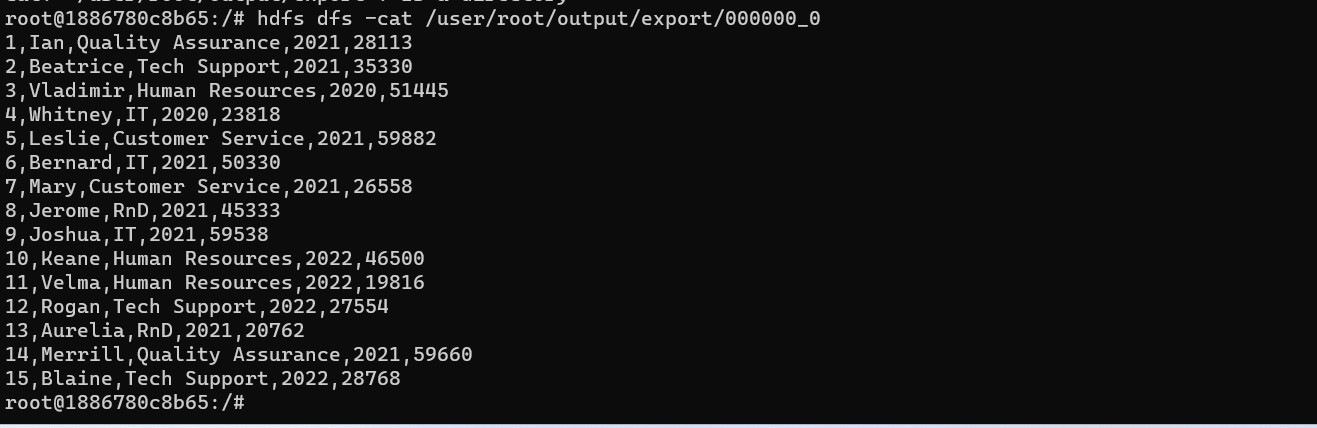 root@1886780c8b65:/# hdfs dfs -cat /user/root/output/export/000000_0
1,Ian,Quality Assurance,2021,28113
2,Beatrice,Tech Support,2021,35330
3,Vladimir,Human Resources,2020,51445
4,Whitney,IT,2020,23818
5,Leslie,Customer Service,2021,59882
6,Bernard,IT,2021,50330
7,Mary,Customer Service,2021,26558
8,Jerome,RnD,2021,45333
9,Joshua,IT,2021,59538
10,Keane,Human Resources,2022,46500
11,Velma,Human Resources,2022,19816
12,Rogan,Tech Support,2022,27554
13,Aurelia,RnD,2021,20762
14,Merrill,Quality Assurance,2021,59660
15,Blaine,Tech Support,2022,28768
root@1886780c8b65:/#